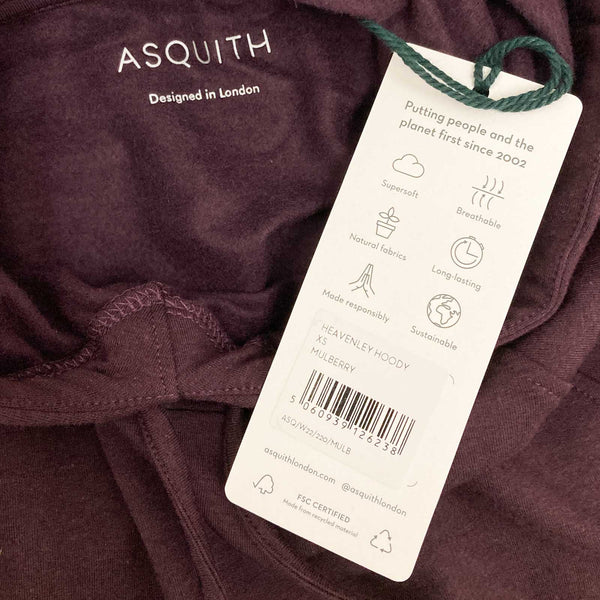 ASQUITH
Designed in London
Putting people and the
planet first since 2002
Supersoft
Breathable
Natural fabrics
Long-lasting
Made responsibly
Sustainable
HEAVENLEY HOODY
XS
MULBERRY
5 060939 126238
ASQ/W22/220/MULB
asquithlondon.com @asquithlondon
FSC CERTIFIED
Made from recycled material